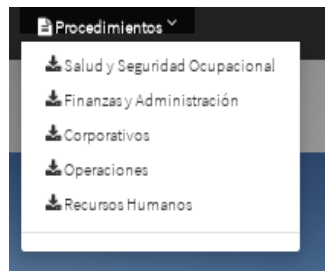 Procedimientos
Salud y Seguridad Ocupacional
Finanzas y Administración
Corporativos
Operaciones
Recursos Humanos